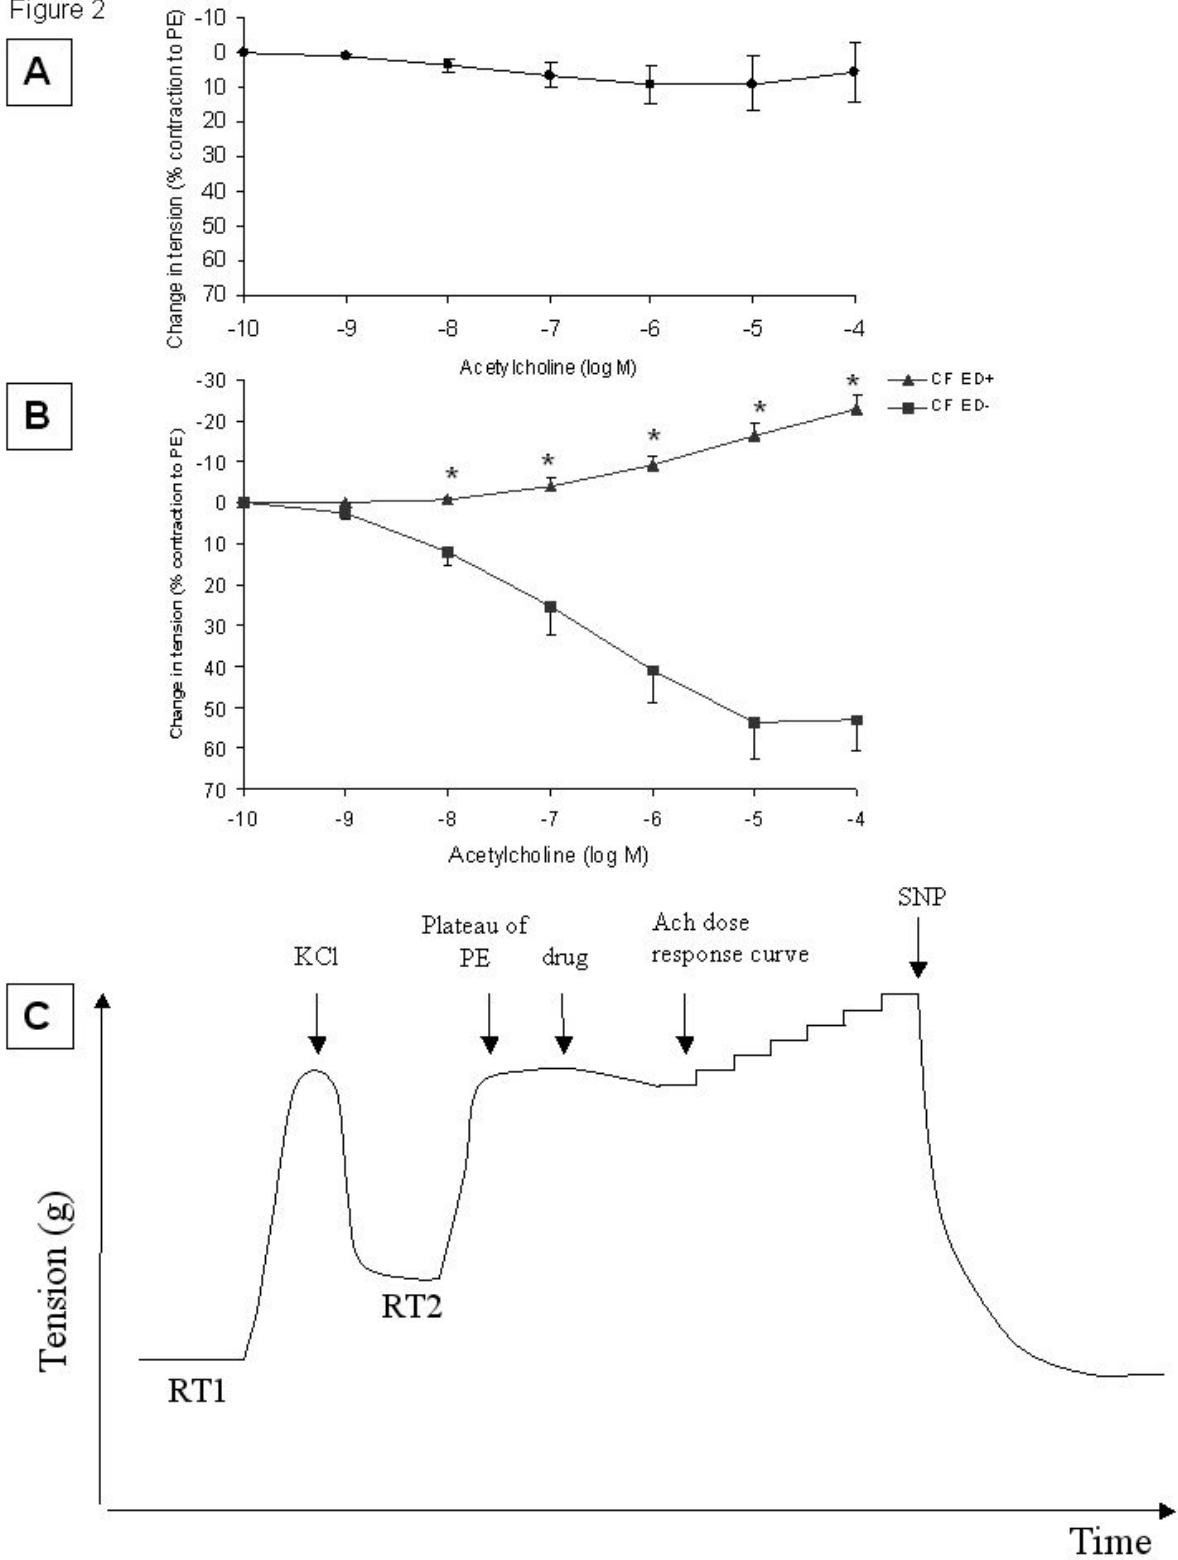 Figure 2
A
Change in tension (% contraction to PE)
-10
0
10
20
30
40
50
60
70
-10 -9 -8 -7 -6 -5 -4
Acetylcholine (log M)
B
Change in tension (% contraction to PE)
-30
-20
-10
0
10
20
30
40
50
60
70
* * * * *
CF ED+
CF ED-
-10 -9 -8 -7 -6 -5 -4
Acetylcholine (log M)
C
KCl
Plateau of
PE
drug
Ach dose
response curve
SNP
Tension (g)
RT1
RT2
Time